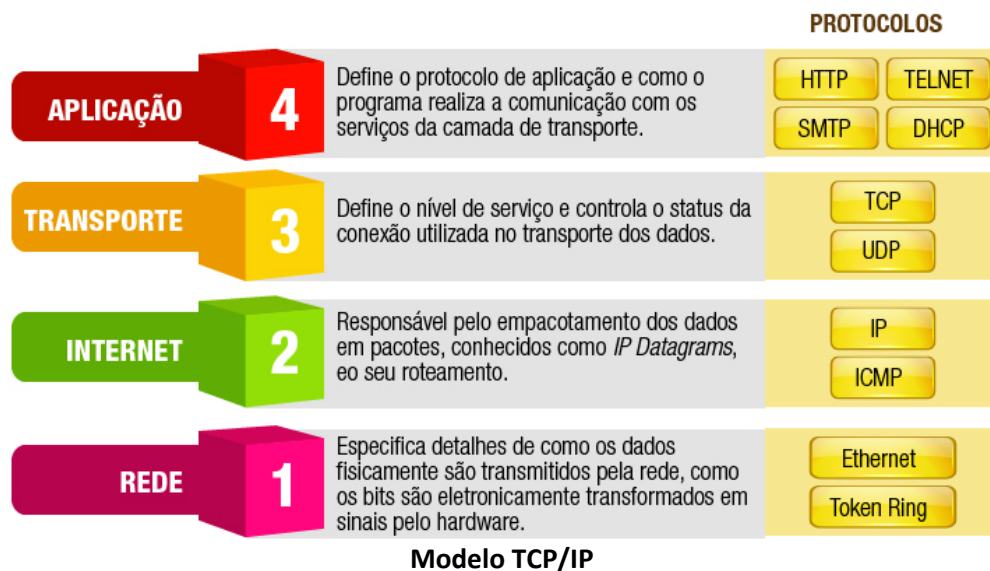 PROTOCOLOS
APLICAÇÃO
4
Define o protocolo de aplicação e como o
programa realiza a comunicação com os
serviços da camada de transporte.
HTTP TELNET
SMTP DHCP
TRANSPORTE
3
Define o nível de serviço e controla o status da
conexão utilizada no transporte dos dados.
TCP
UDP
INTERNET
2
Responsável pelo empacotamento dos dados
em pacotes, conhecidos como IP Datagrams,
eo seu roteamento.
IP
ICMP
REDE
1
Especifica detalhes de como os dados
fisicamente são transmitidos pela rede, como
os bits são eletronicamente transformados em
sinais pelo hardware.
Ethernet
Token Ring
Modelo TCP/IP